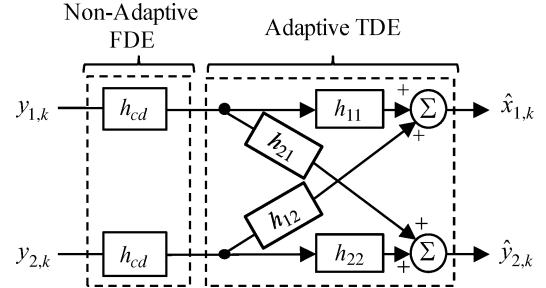 Non-Adaptive
FDE
Adaptive TDE
y1,k
hcd
h11
+
Σ
x̂1,k
+
h21
h12
+
y2,k
hcd
h22
+
Σ
ŷ2,k